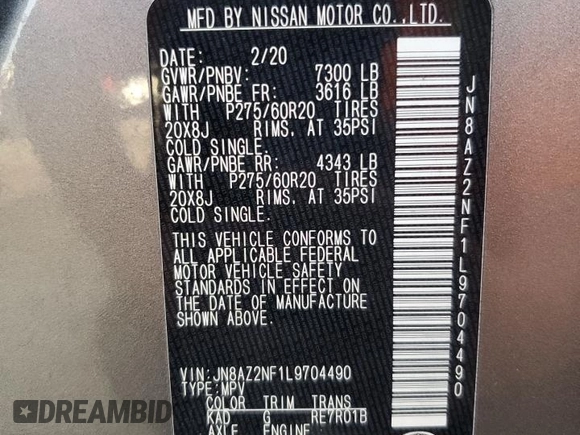 MFD BY NISSAN MOTOR CO.,LTD.
DATE: 2/20
GVWR/PNBV: 7300 LB
GAWR/PNBE FR: 3616 LB
WITH P275/60R20 TIRES
20X8J RIMS. AT 35PSI
COLD SINGLE.
GAWR/PNBE RR: 4343 LB
WITH P275/60R20 TIRES
20X8J RIMS. AT 35PSI
COLD SINGLE.
THIS VEHICLE CONFORMS TO
ALL APPLICABLE FEDERAL
MOTOR VEHICLE SAFETY
STANDARDS IN EFFECT ON
THE DATE OF MANUFACTURE
SHOWN ABOVE.
VIN: JN8AZ2NF1L9704490
TYPE: MPV
COLOR TRIM TRANS
KAD G RE7R01B
AXLE ENGINE
JN8AZ2NF1L9704490
DREAMBID